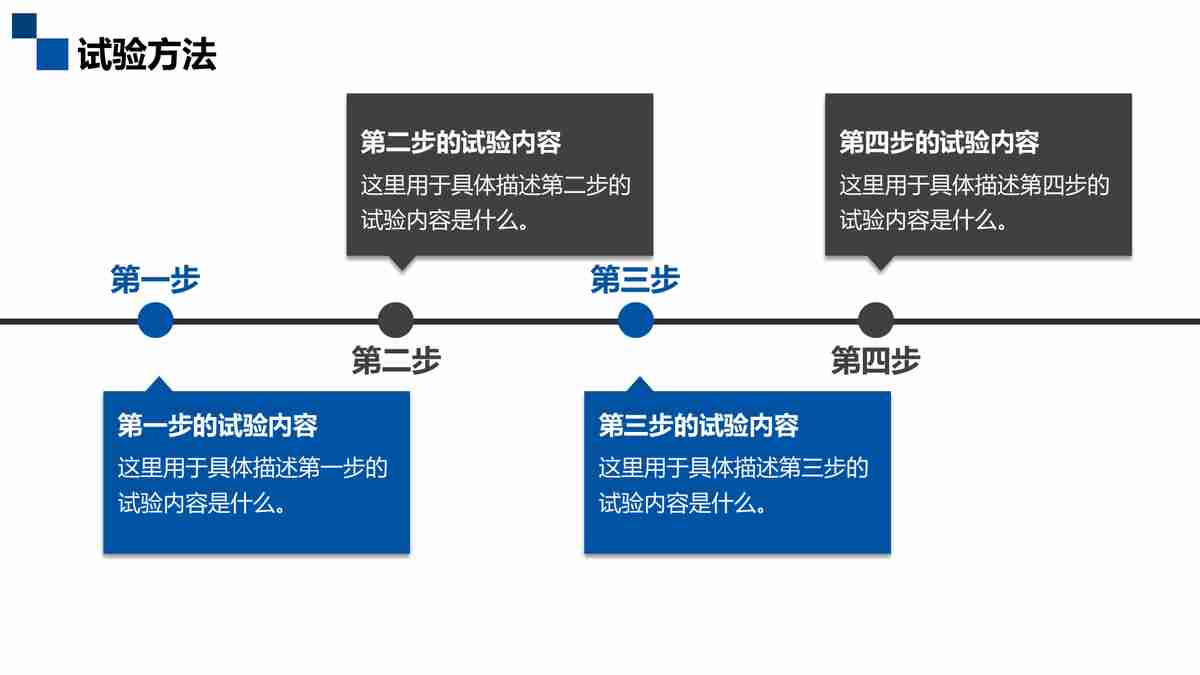 试验方法
第二步的试验内容
这里用于具体描述第二步的
试验内容是什么。
第四步的试验内容
这里用于具体描述第四步的
试验内容是什么。
第一步
第三步
第二步
第四步
第一步的试验内容
这里用于具体描述第一步的
试验内容是什么。
第三步的试验内容
这里用于具体描述第三步的
试验内容是什么。